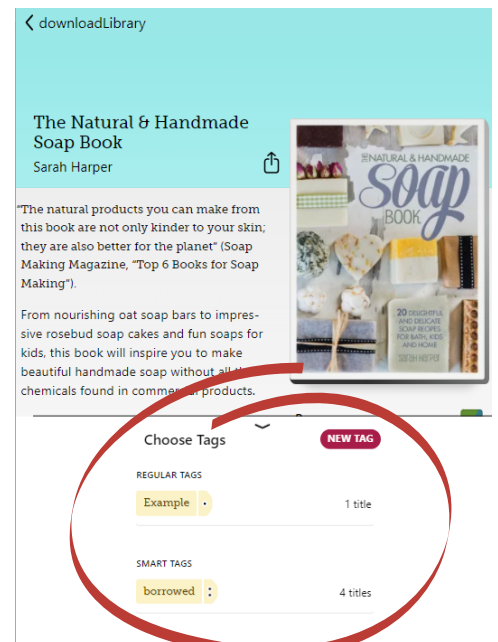 downloadLibrary
The Natural & Handmade
Soap Book
Sarah Harper
"The natural products you can make from
this book are not only kinder to your skin;
they are also better for the planet" (Soap
Making Magazine, "Top 6 Books for Soap
Making").
From nourishing oat soap bars to impres-
sive rosebud soap cakes and fun soaps for
kids, this book will inspire you to make
beautiful handmade soap without all
chemicals found in commercial products.
THE NATURAL & HANDMADE
Soap
BOOK
20 DELIGHTFUL
AND DELICATE
SOAP RECIPES
FOR BATH, KIDS
AND HOME
SARAH HARPER
Choose Tags
NEW TAG
REGULAR TAGS
Example
1 title
SMART TAGS
borrowed
4 titles